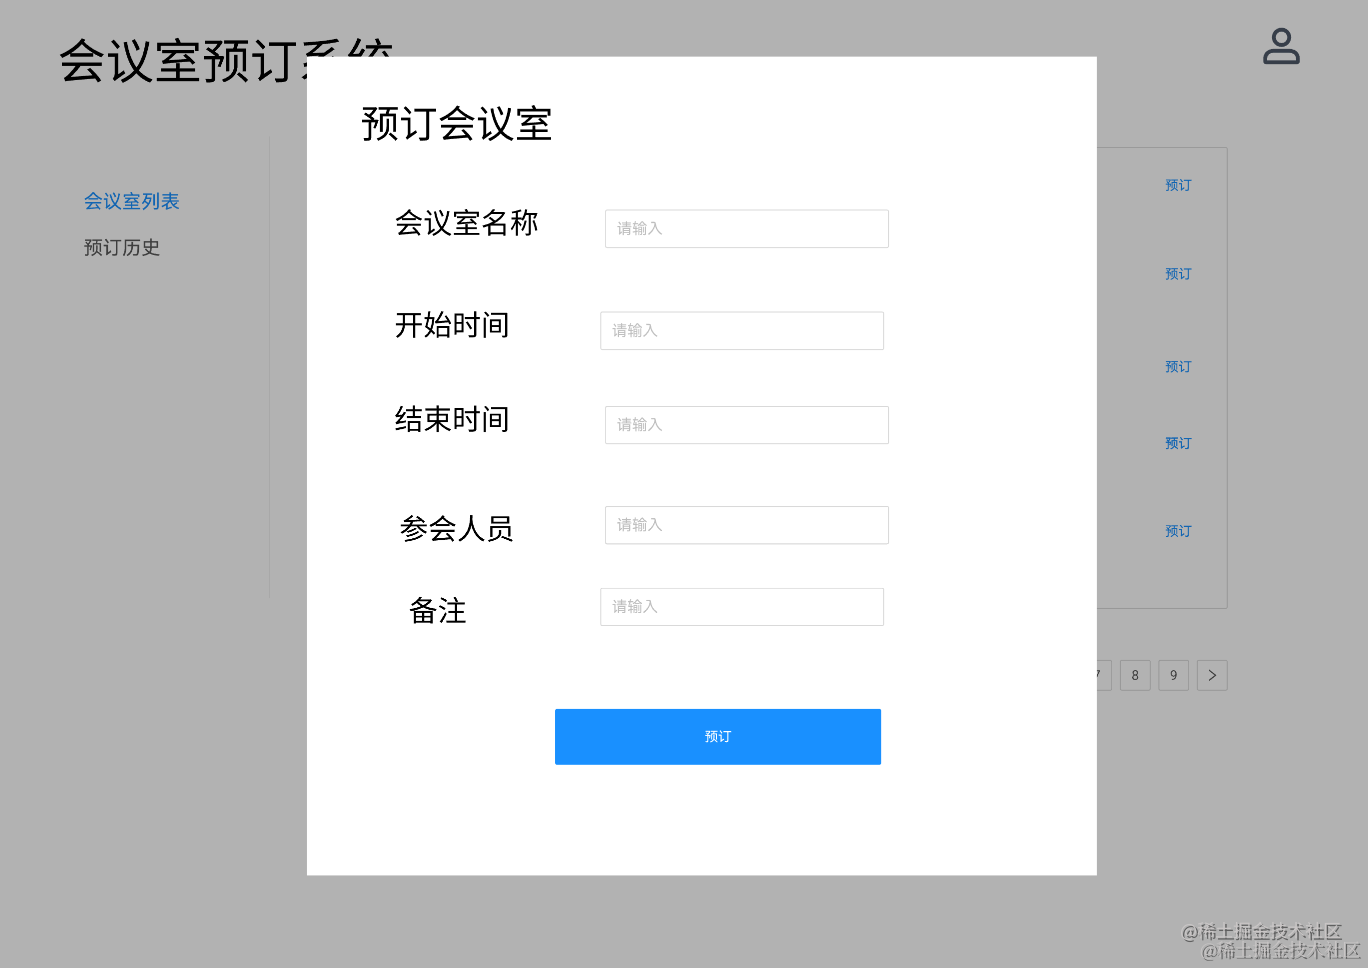 会议室预订系统
预订会议室
会议室列表
预订历史
会议室名称 请输入
开始时间 请输入
结束时间 请输入
参会人员 请输入
备注 请输入
预订
预订
预订
预订
预订
预订
7 8 9 >
@稀土掘金技术社区
@稀土掘金技术社区